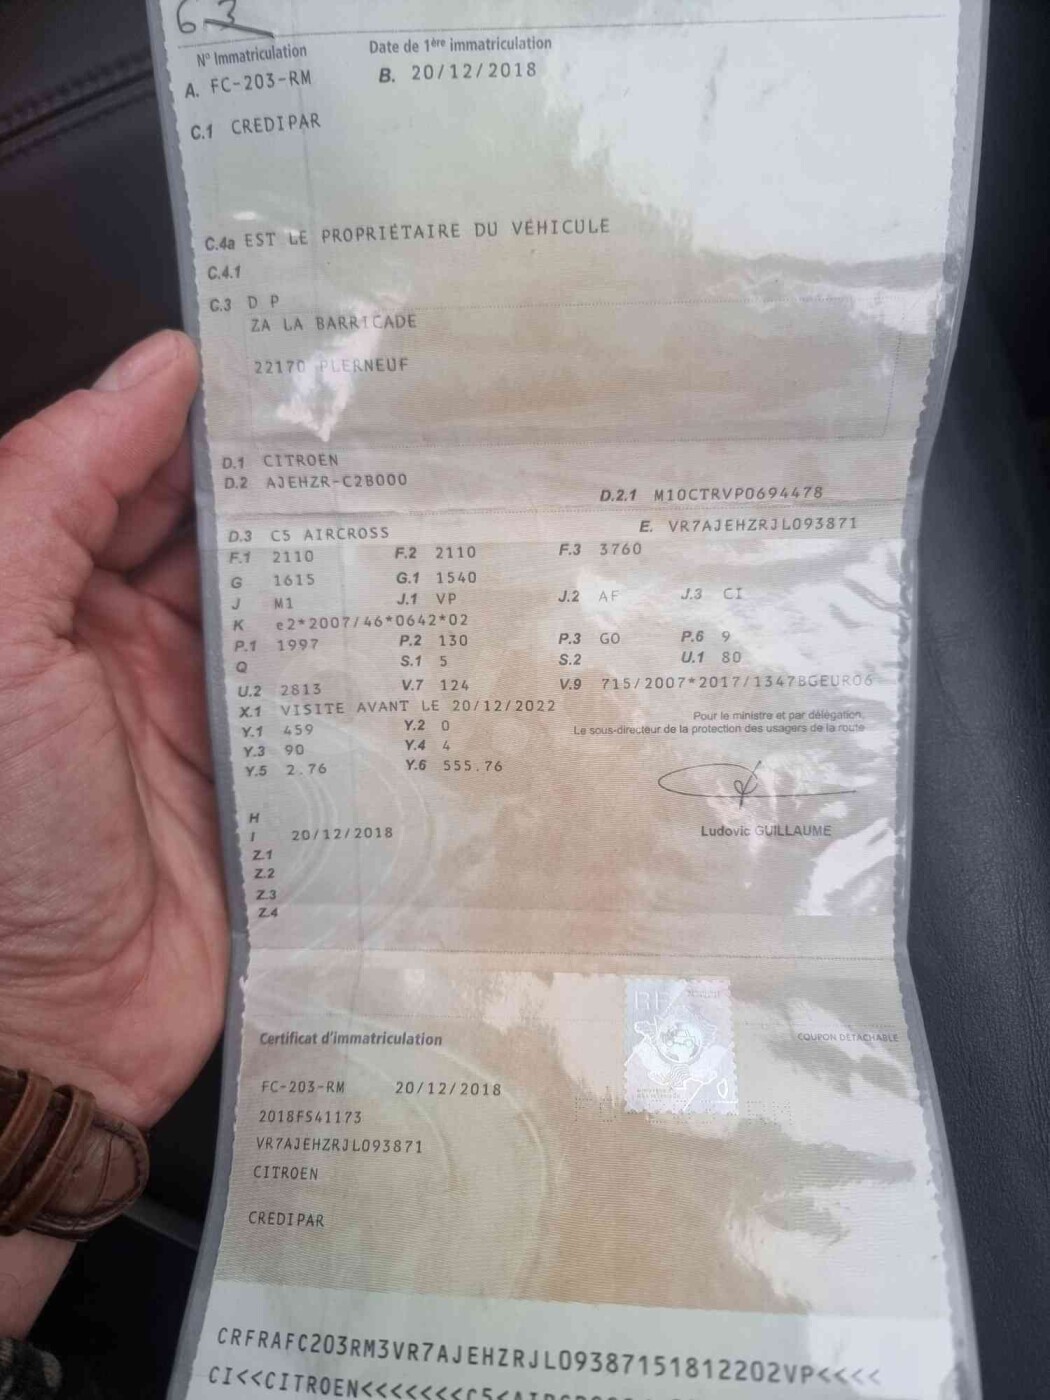 63
N° Immatriculation Date de 1ère immatriculation
A. FC-203-RM B. 20/12/2018
C.1 CREDIPAR
C.4a EST LE PROPRIÉTAIRE DU VÉHICULE
C.4.1
C.3 D P
ZA LA BARRICADE
22170 PLERNEUF
D.1 CITROEN
D.2 AJEHZR-C2B000 D.2.1 M10CTRVP0694478
D.3 C5 AIRCROSS E. VR7AJEHZRJL093871
F.1 2110 F.2 2110 F.3 3760
G 1615 G.1 1540
J M1 J.1 VP J.2 AF J.3 CI
K e2*2007/46*0642*02
P.1 1997 P.2 130 P.3 GO P.6 9
Q S.1 5 S.2 U.1 80
U.2 2813 V.7 124 V.9 715/2007*2017/1347BGEURO6
X.1 VISITE AVANT LE 20/12/2022
Pour le ministre et par délégation,
Y.1 459 Y.2 0 Le sous-directeur de la protection des usagers de la route
Y.3 90 Y.4 4
Y.5 2.76 Y.6 555.76
H
I 20/12/2018 Ludovic GUILLAUME
Z.1
Z.2
Z.3
Z.4
RF
Certificat d'immatriculation COUPON DÉTACHABLE
FC-203-RM 20/12/2018
2018FS41173
VR7AJEHZRJL093871
CITROEN
CREDIPAR
CRFRAFC203RM3VR7AJEHZRJL09387151812202VP<<<<
CI<<CITROEN<<<<<<<C5<AIRCROSS